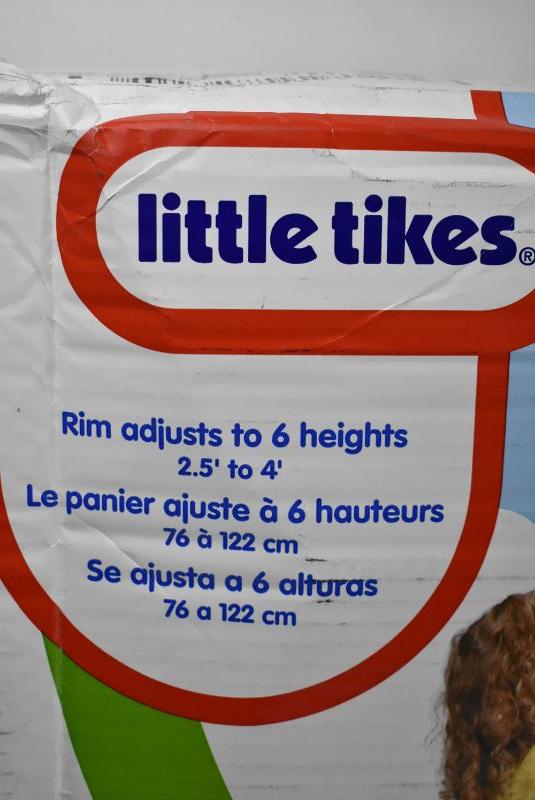 little tikes®
Rim adjusts to 6 heights
2.5' to 4'
Le panier ajuste à 6 hauteurs
76 à 122 cm
Se ajusta a 6 alturas
76 a 122 cm